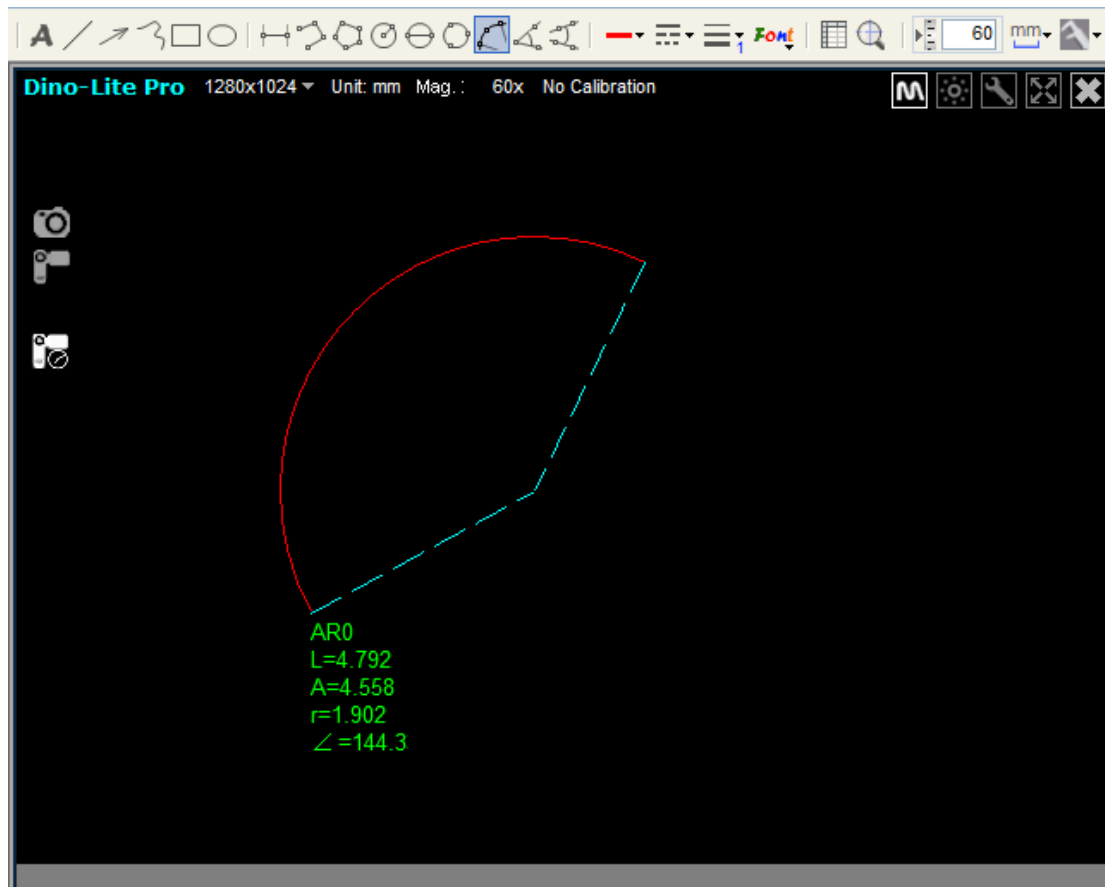 A Font 60 mm
1
Dino-Lite Pro 1280x1024 Unit: mm Mag.: 60x No Calibration
AR0
L=4.792
A=4.558
r=1.902
∠=144.3